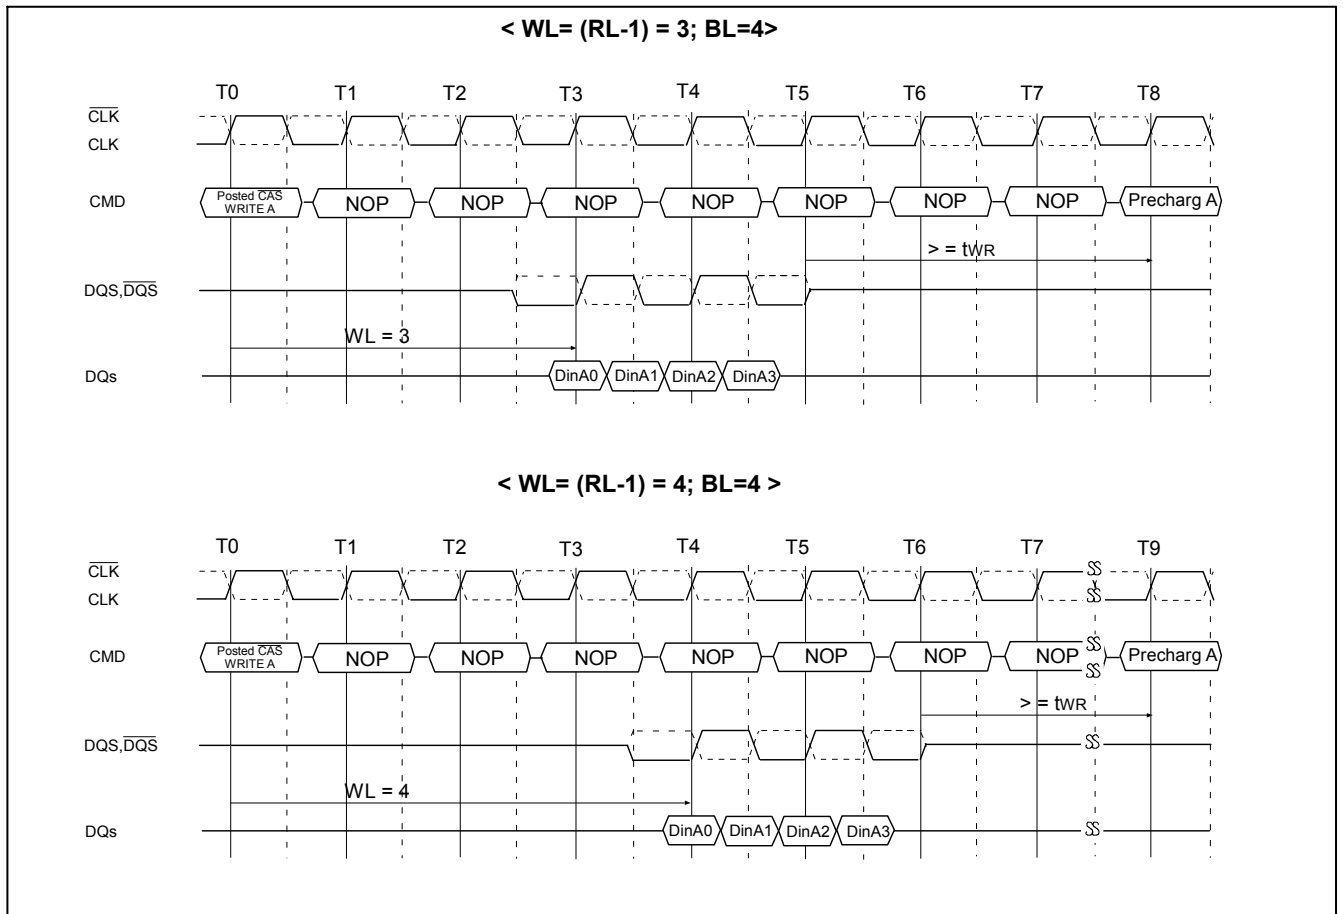 < WL= (RL-1) = 3; BL=4>
T0 T1 T2 T3 T4 T5 T6 T7 T8
CLK
CLK
CMD
Posted CAS
WRITE A
NOP NOP NOP NOP NOP NOP NOP Precharg A
> = tWR
DQS,DQS
WL = 3
DQs
DinA0 DinA1 DinA2 DinA3
< WL= (RL-1) = 4; BL=4 >
T0 T1 T2 T3 T4 T5 T6 T7 T9
CLK
CLK
CMD
Posted CAS
WRITE A
NOP NOP NOP NOP NOP NOP NOP Precharg A
> = tWR
DQS,DQS
WL = 4
DQs
DinA0 DinA1 DinA2 DinA3